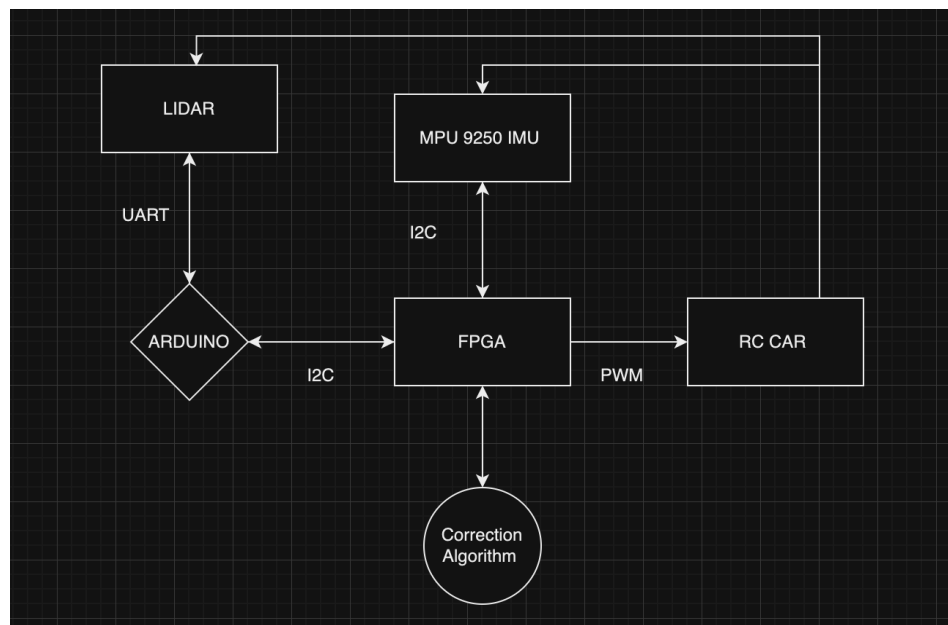 LIDAR
MPU 9250 IMU
UART
I2C
ARDUINO
FPGA
RC CAR
I2C
PWM
Correction
Algorithm